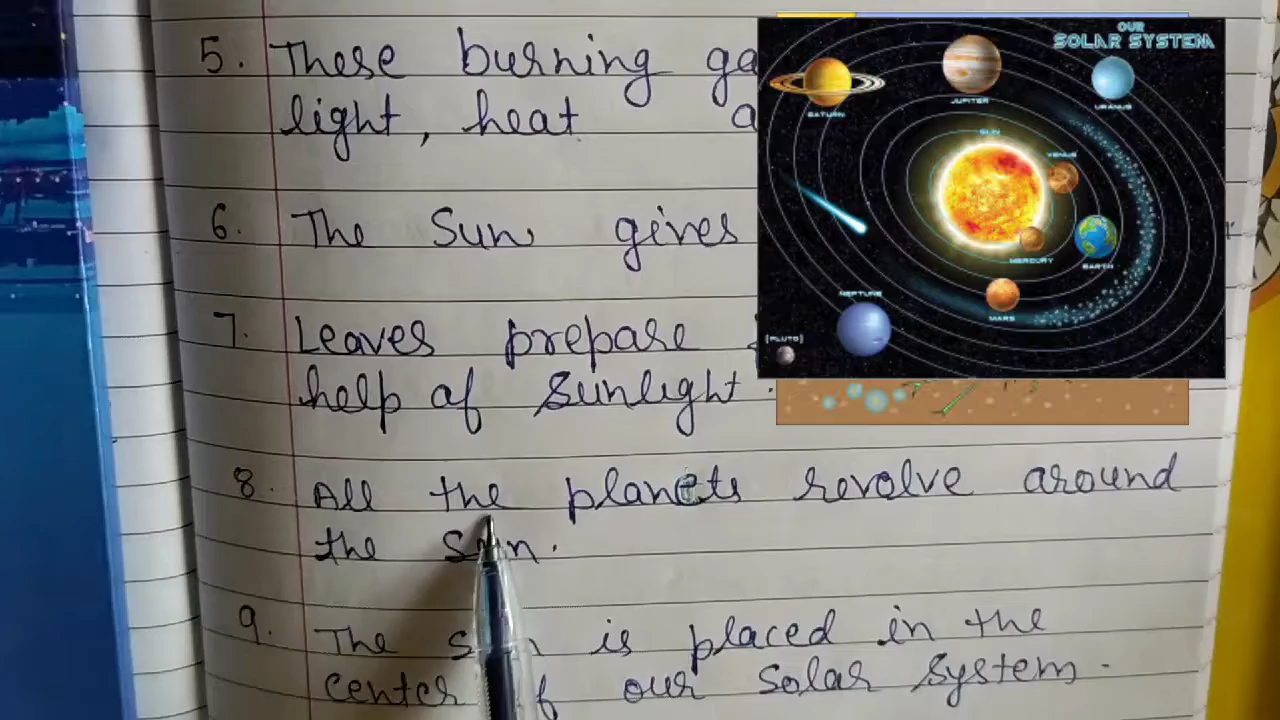 5. These burning ga
light, heat a
6. The Sun gives
7. Leaves prepare
help of Sunlight.
8. All the planets revolve around
the sun.
9. The s n is placed in the
center f our Solar System.
OUR
SOLAR SYSTEM
SATURN
JUPITER
URANUS
SUN
VENUS
MERCURY
EARTH
MARS
NEPTUNE
(PLUTO)